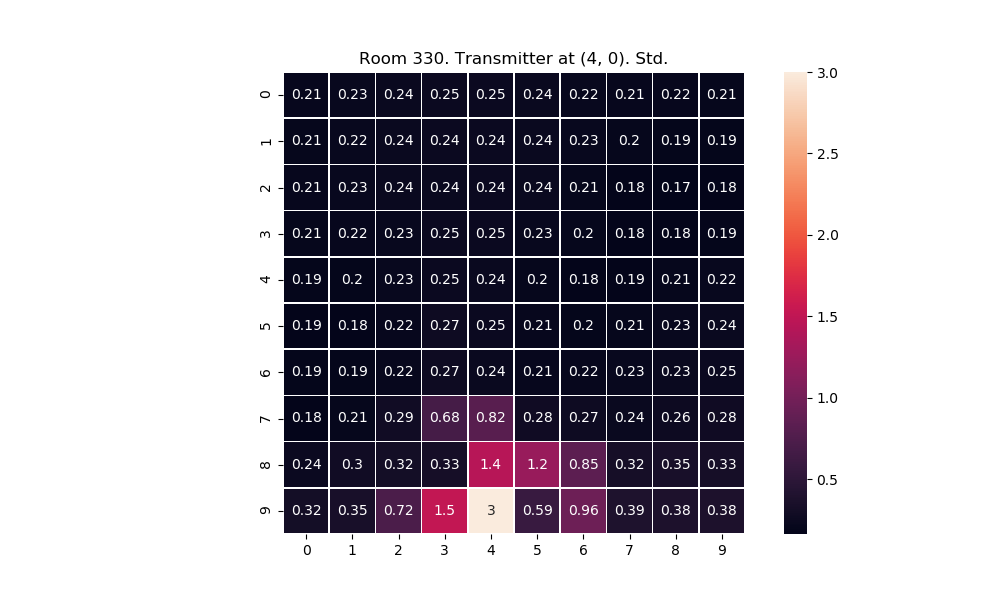 Room 330. Transmitter at (4, 0). Std.
3.0
0 0.21 0.23 0.24 0.25 0.25 0.24 0.22 0.21 0.22 0.21
1 0.21 0.22 0.24 0.24 0.24 0.24 0.23 0.2 0.19 0.19
2.5
2 0.21 0.23 0.24 0.24 0.24 0.24 0.21 0.18 0.17 0.18
3 0.21 0.22 0.23 0.25 0.25 0.23 0.2 0.18 0.18 0.19
2.0
4 0.19 0.2 0.23 0.25 0.24 0.2 0.18 0.19 0.21 0.22
1.5
5 0.19 0.18 0.22 0.27 0.25 0.21 0.2 0.21 0.23 0.24
6 0.19 0.19 0.22 0.27 0.24 0.21 0.22 0.23 0.23 0.25
1.0
7 0.18 0.21 0.29 0.68 0.82 0.28 0.27 0.24 0.26 0.28
8 0.24 0.3 0.32 0.33 1.4 1.2 0.85 0.32 0.35 0.33
0.5
9 0.32 0.35 0.72 1.5 3 0.59 0.96 0.39 0.38 0.38
0 1 2 3 4 5 6 7 8 9